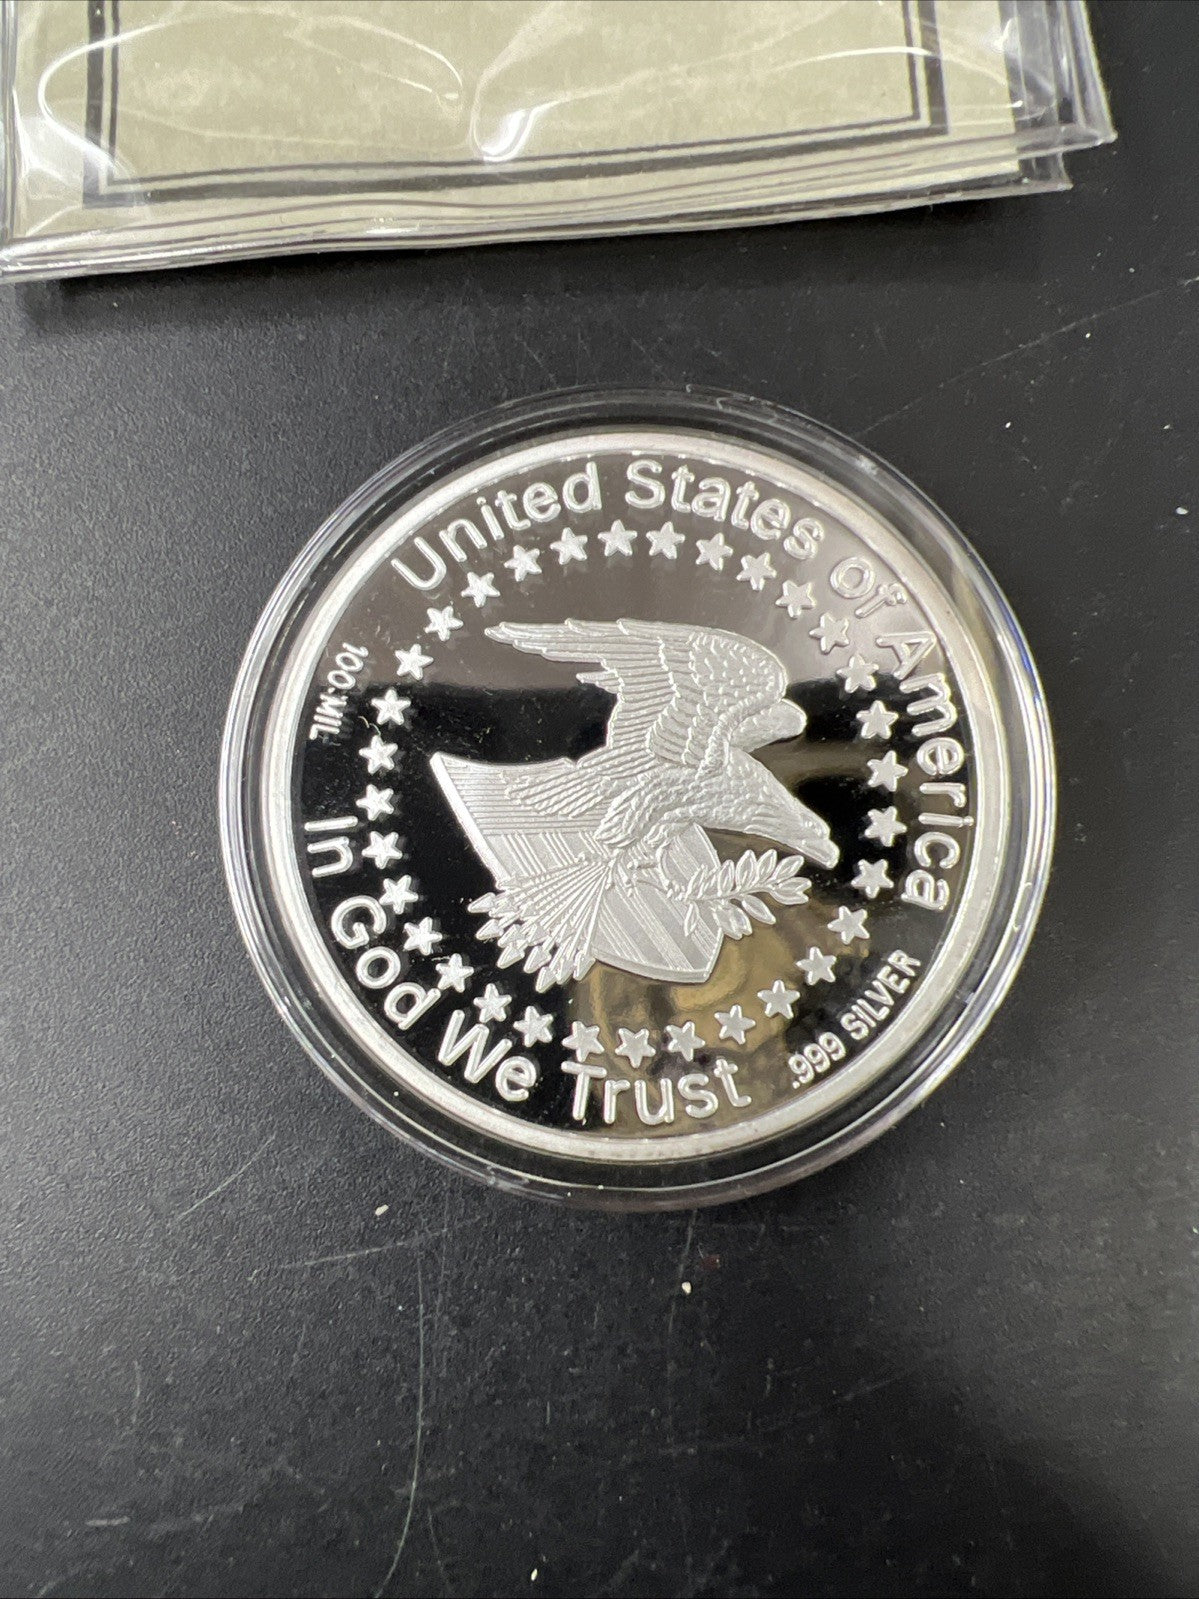 United States of America
100·MIL
.999 SILVER
In God We Trust